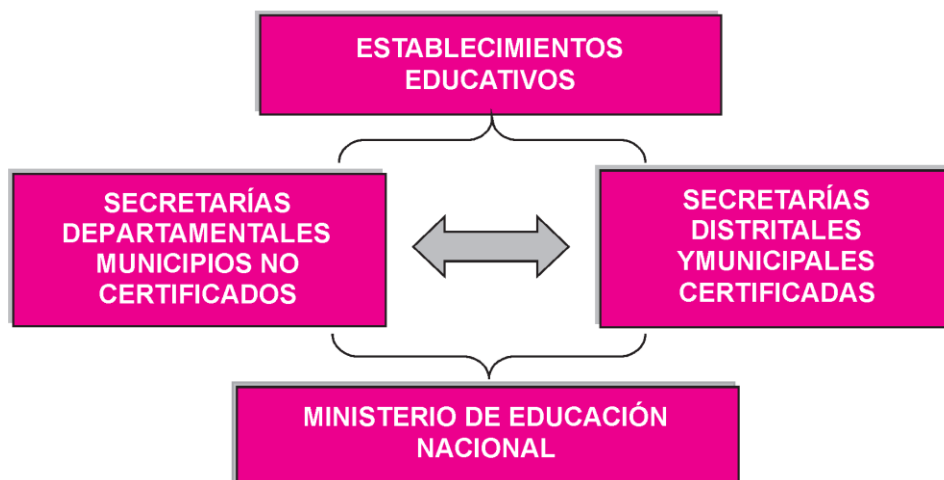 ESTABLECIMIENTOS
EDUCATIVOS
SECRETARÍAS
DEPARTAMENTALES
MUNICIPIOS NO
CERTIFICADOS
SECRETARÍAS
DISTRITALES
YMUNICIPALES
CERTIFICADAS
MINISTERIO DE EDUCACIÓN
NACIONAL